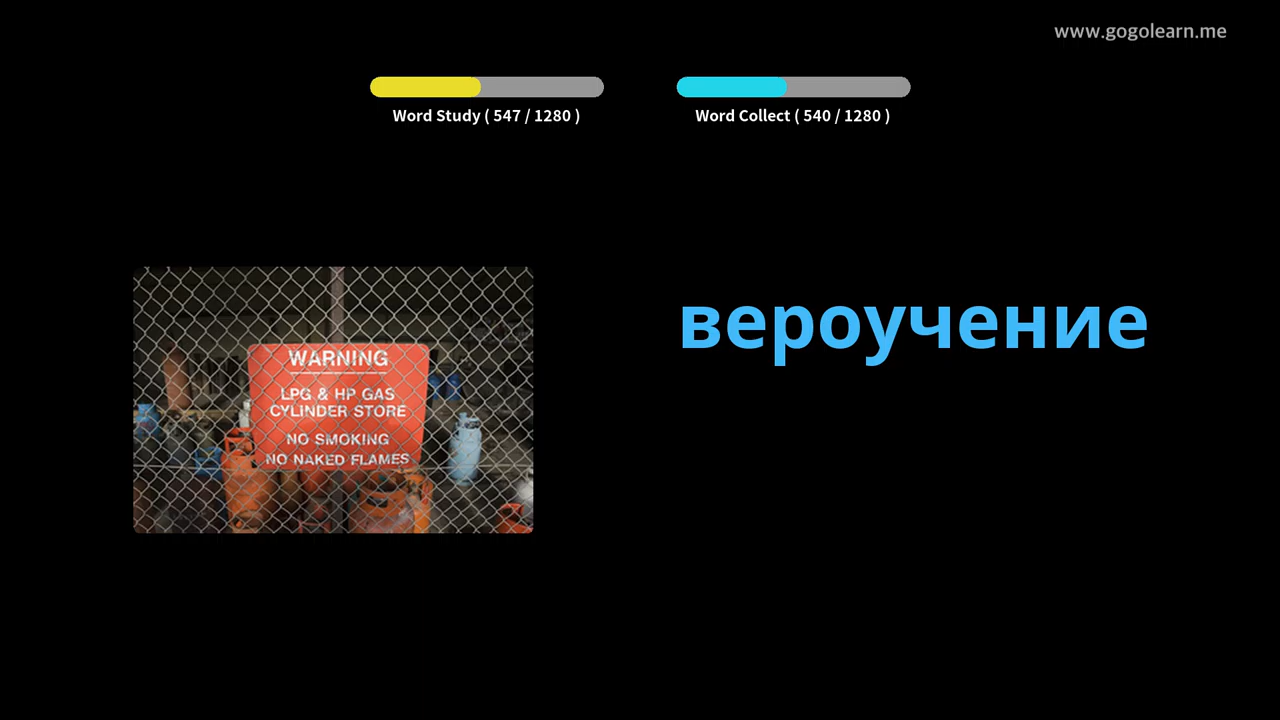 www.gogolearn.me
Word Study ( 547 / 1280 )
Word Collect ( 540 / 1280 )
WARNING
LPG & HP GAS
CYLINDER STORE
NO SMOKING
NO NAKED FLAMES
вероучение